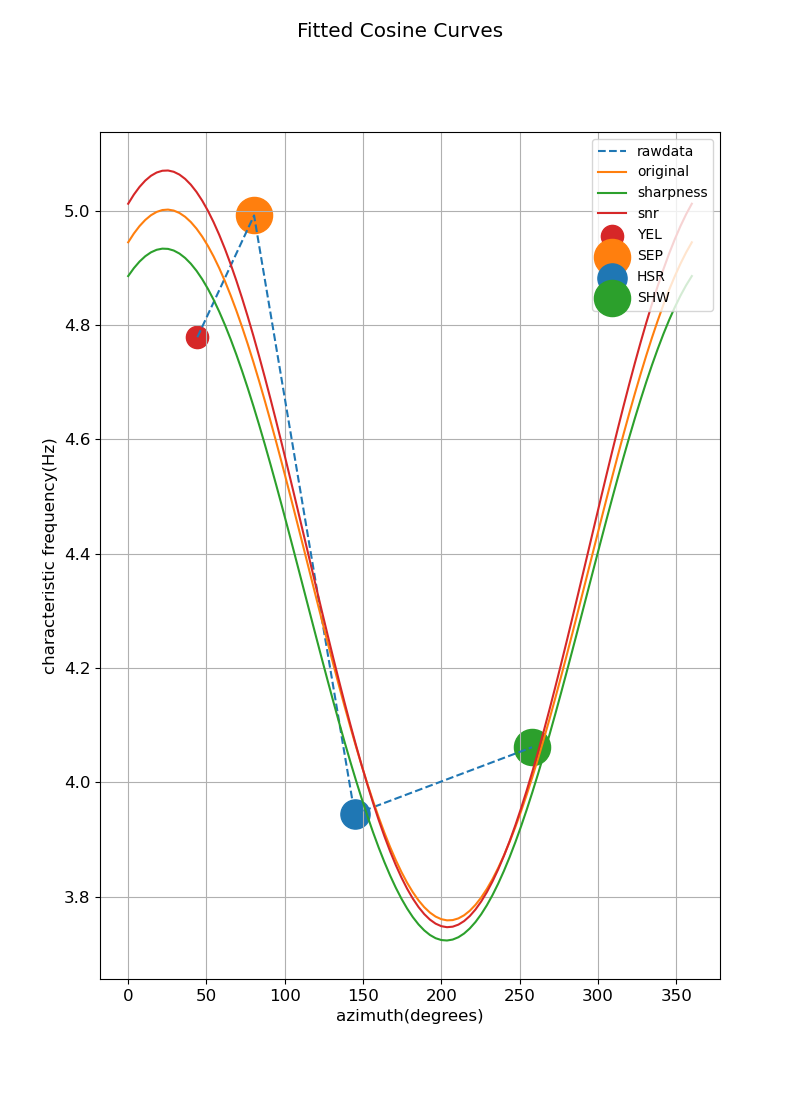 Fitted Cosine Curves
rawdata
original
sharpness
snr
YEL
SEP
HSR
SHW
characteristic frequency(Hz)
5.0
4.8
4.6
4.4
4.2
4.0
3.8
0 50 100 150 200 250 300 350
azimuth(degrees)